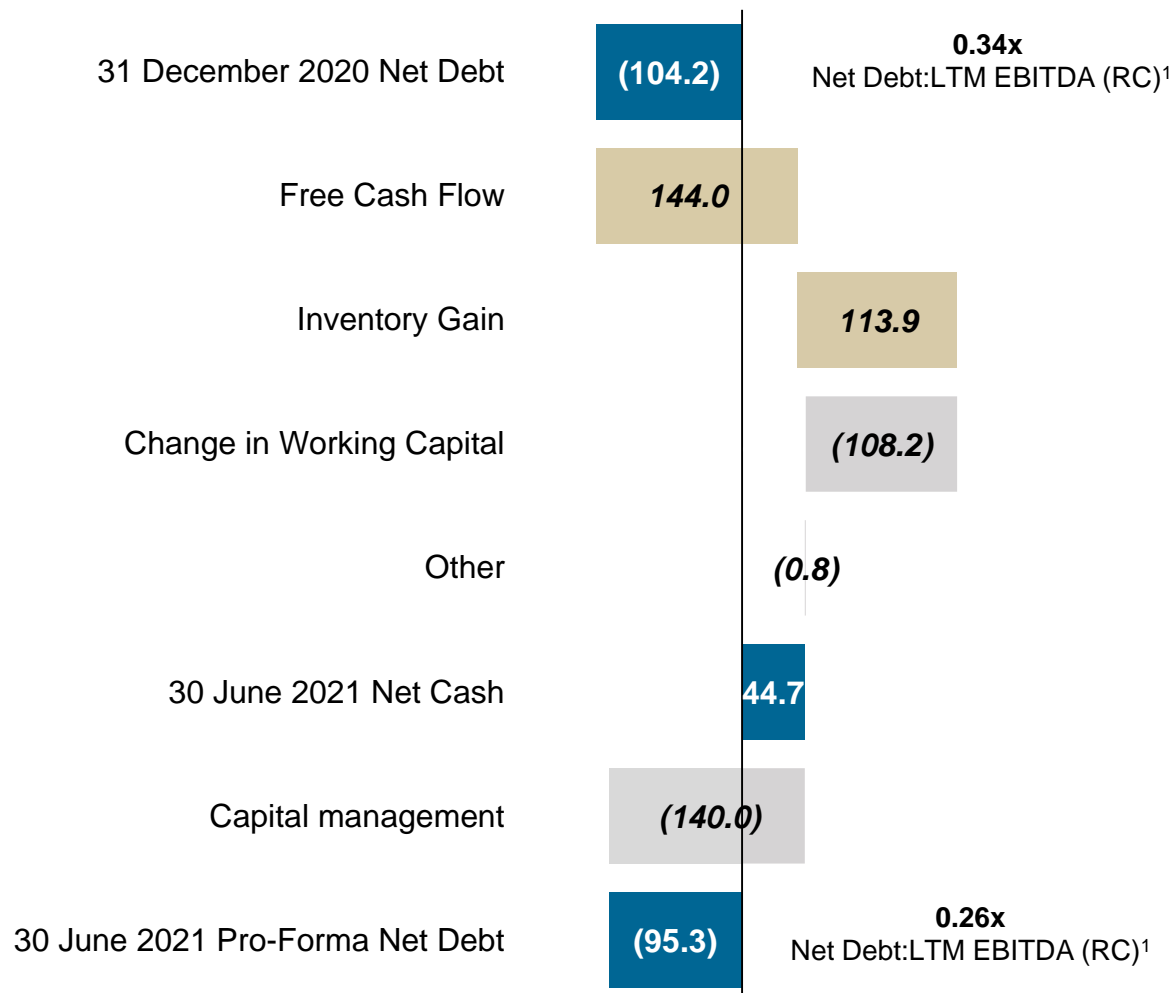 31 December 2020 Net Debt
(104.2)
0.34x
Net Debt:LTM EBITDA (RC)¹
Free Cash Flow
144.0
Inventory Gain
113.9
Change in Working Capital
(108.2)
Other
(0.8)
30 June 2021 Net Cash
44.7
Capital management
(140.0)
30 June 2021 Pro-Forma Net Debt
(95.3)
0.26x
Net Debt:LTM EBITDA (RC)¹